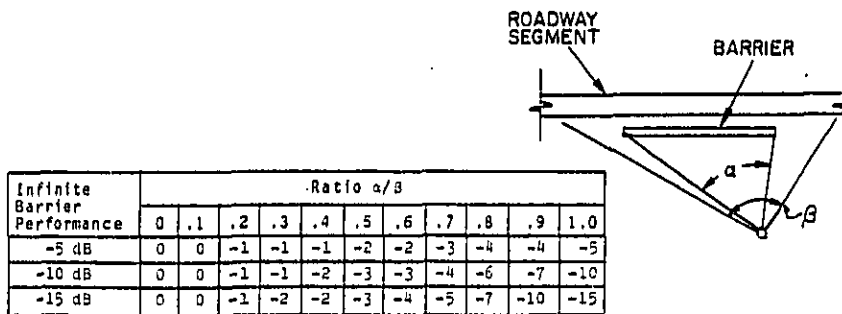 ROADWAY
SEGMENT
BARRIER
α
β
Infinite
Barrier
Performance
Ratio α/β
0 .1 .2 .3 .4 .5 .6 .7 .8 .9 1.0
-5 dB 0 0 -1 -1 -1 -2 -2 -3 -4 -4 -5
-10 dB 0 0 -1 -1 -2 -3 -3 -4 -6 -7 -10
-15 dB 0 0 -1 -2 -2 -3 -4 -5 -7 -10 -15